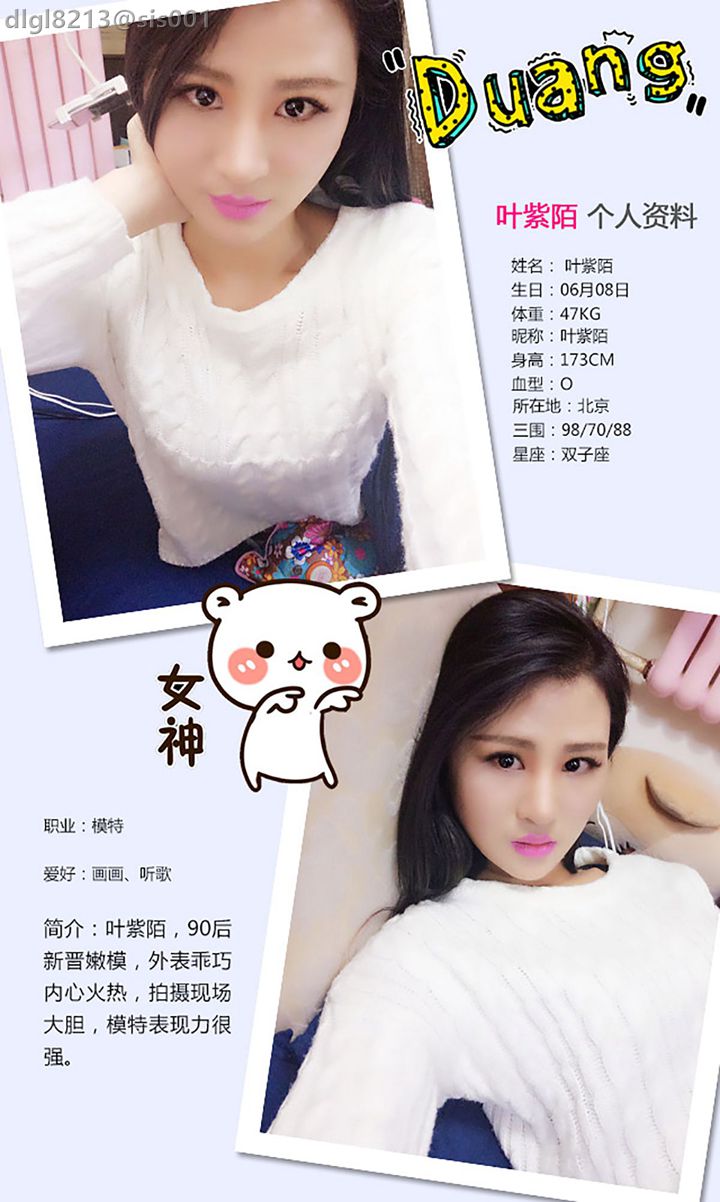 dlgl8213@sis001
"Duang"
叶紫陌 个人资料
姓名： 叶紫陌
生日：06月08日
体重：47KG
昵称：叶紫陌
身高：173CM
血型：O
所在地：北京
三围：98/70/88
星座：双子座
女神
职业：模特
爱好：画画、听歌
简介：叶紫陌，90后
新晋嫩模，外表乖巧
内心火热，拍摄现场
大胆，模特表现力很
强。